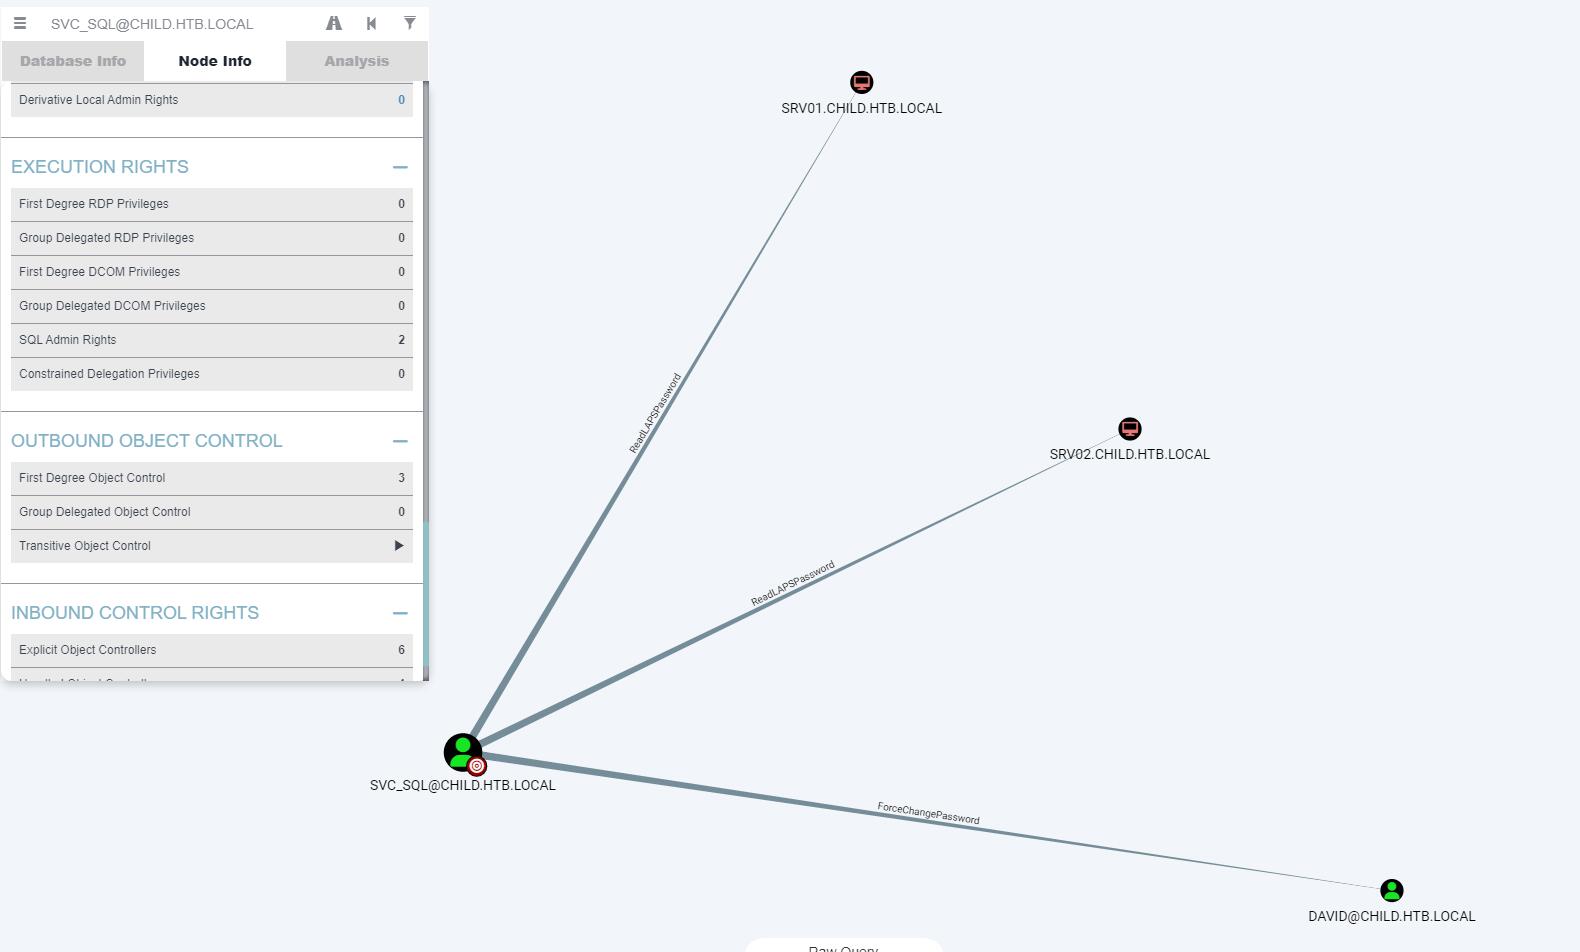 SVC_SQL@CHILD.HTB.LOCAL
Database Info
Node Info
Analysis
Derivative Local Admin Rights 0
EXECUTION RIGHTS
First Degree RDP Privileges 0
Group Delegated RDP Privileges 0
First Degree DCOM Privileges 0
Group Delegated DCOM Privileges 0
SQL Admin Rights 2
Constrained Delegation Privileges 0
OUTBOUND OBJECT CONTROL
First Degree Object Control 3
Group Delegated Object Control 0
Transitive Object Control
INBOUND CONTROL RIGHTS
Explicit Object Controllers 6
SRV01.CHILD.HTB.LOCAL
ReadLAPSPassword
SRV02.CHILD.HTB.LOCAL
ReadLAPSPassword
SVC_SQL@CHILD.HTB.LOCAL
ForceChangePassword
DAVID@CHILD.HTB.LOCAL
Raw Query